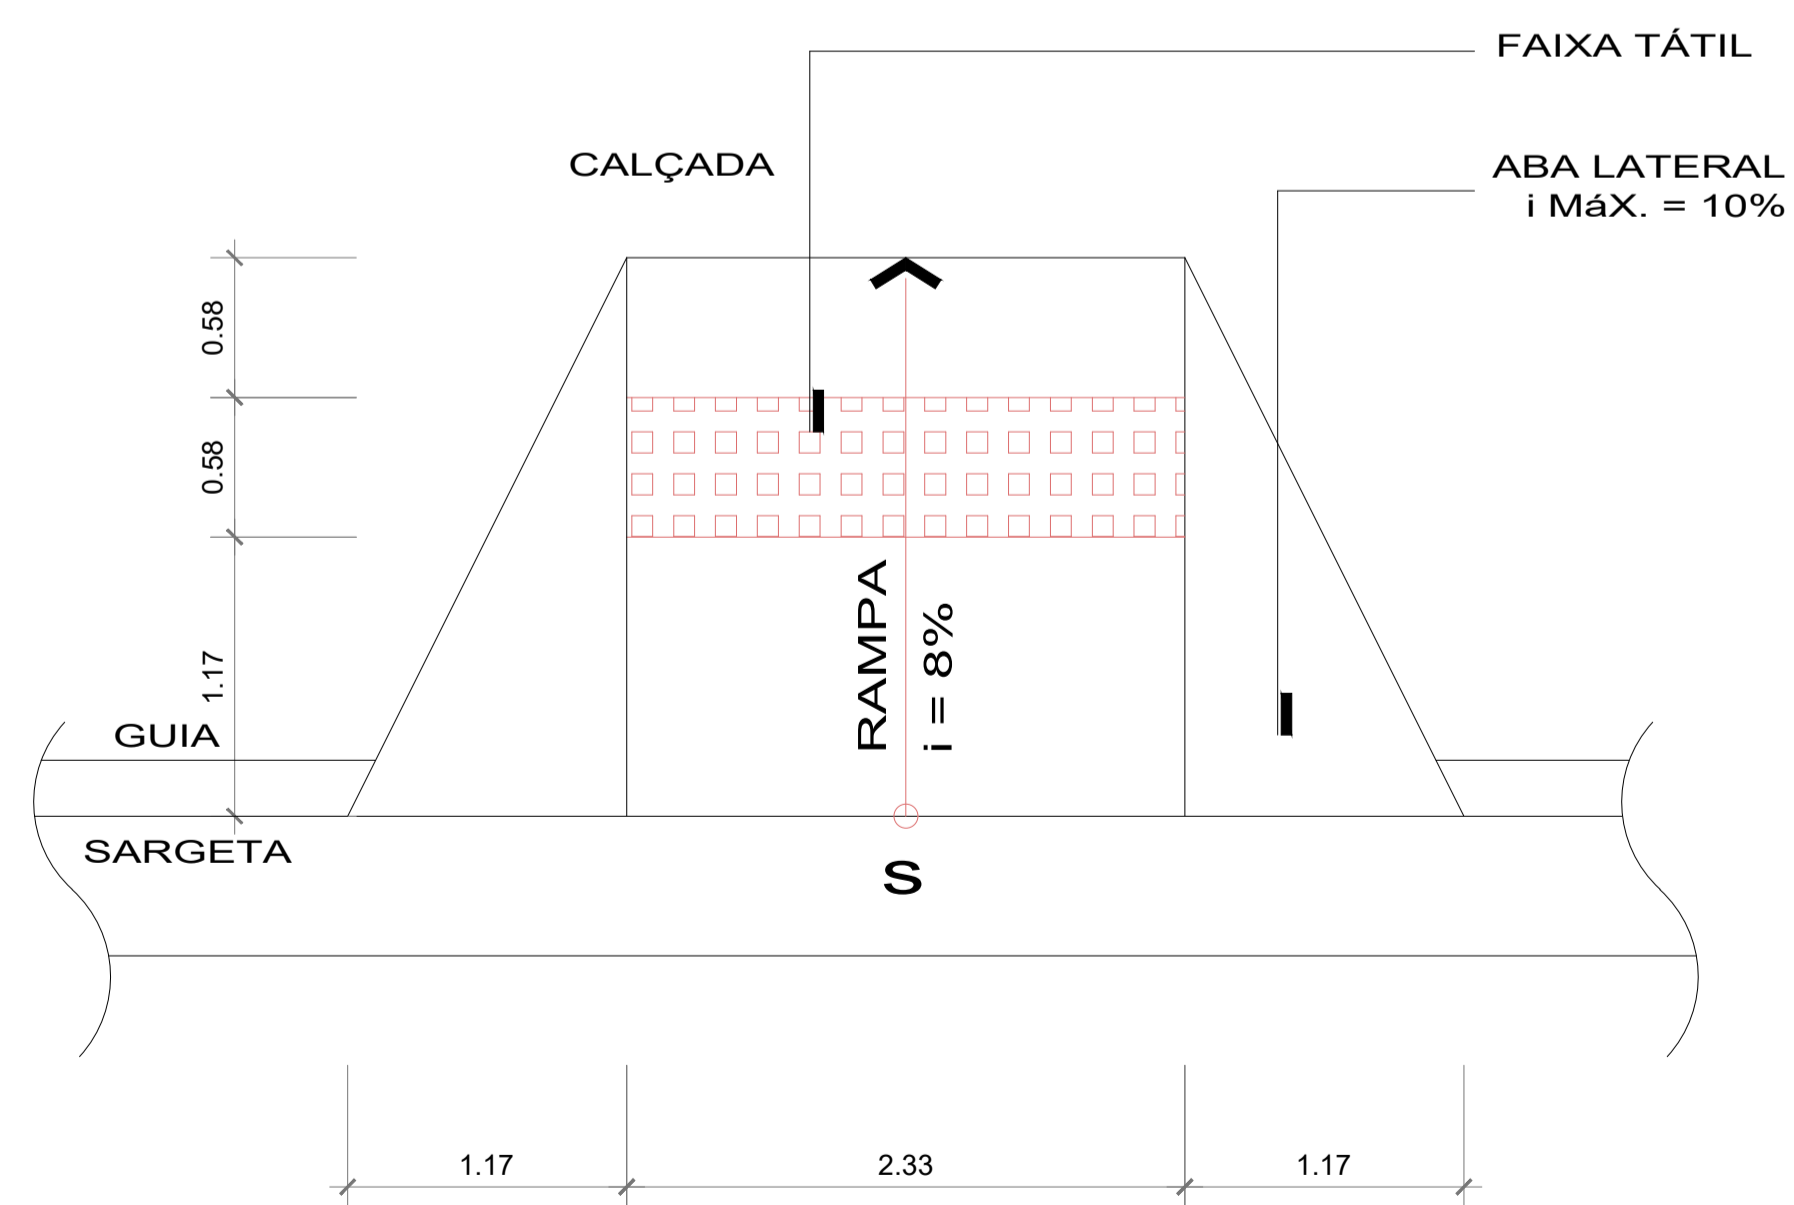 FAIXA TÁTIL
CALÇADA
ABA LATERAL
i MáX. = 10%
0.58
0.58
1.17
RAMPA
i = 8%
GUIA
SARGETA
S
1.17
2.33
1.17